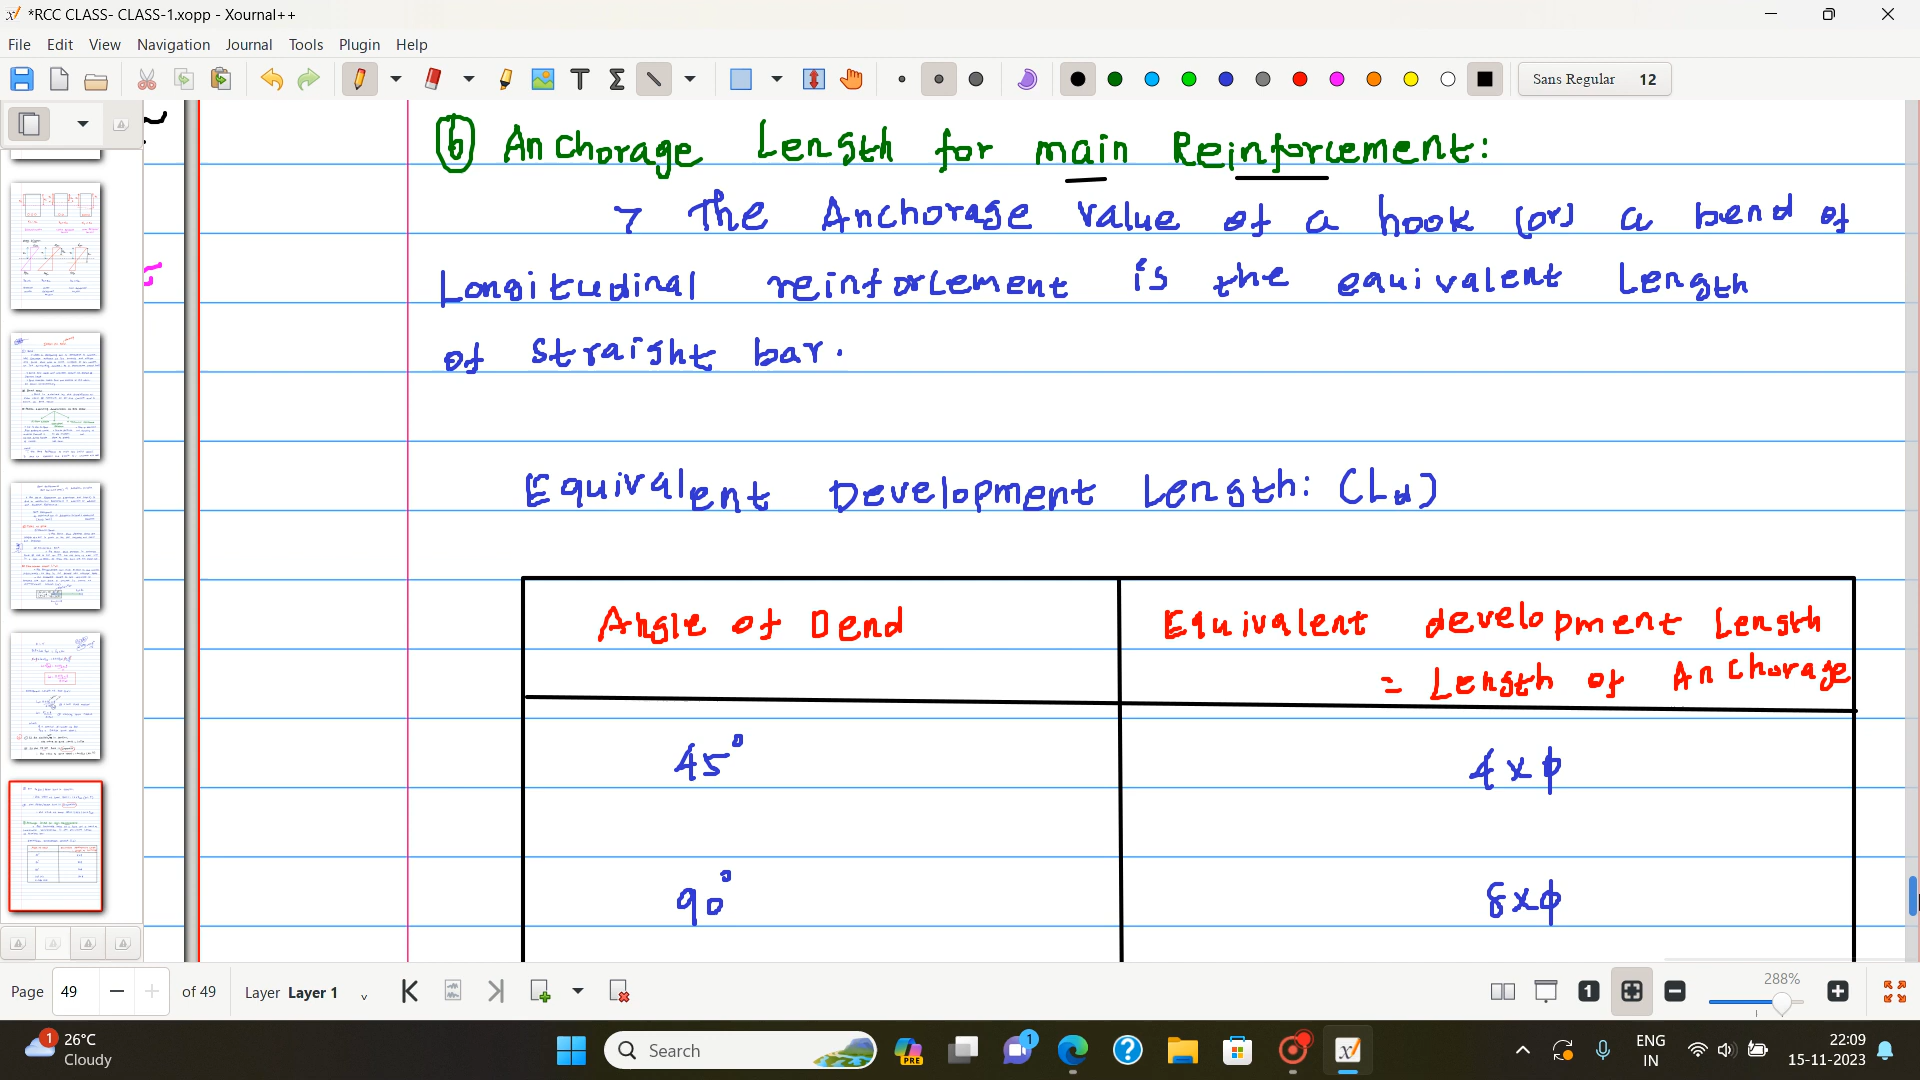 *RCC CLASS- CLASS-1.xopp - Xournal++
File Edit View Navigation Journal Tools Plugin Help
Sans Regular 12
6 Anchorage Length for main Reinforcement:
> The Anchorage value of a hook (or) a bend of
Longitudinal reinforcement is the equivalent Length
of straight bar.
Equivalent Development Length: (Ld)
Angle of Bend
Equivalent development Length
= Length of Anchorage
45° 4xϕ
90° 8xϕ
Page 49 of 49 Layer Layer 1 288%
26°C
Cloudy
Search
PRE
ENG
IN
22:09
15-11-2023